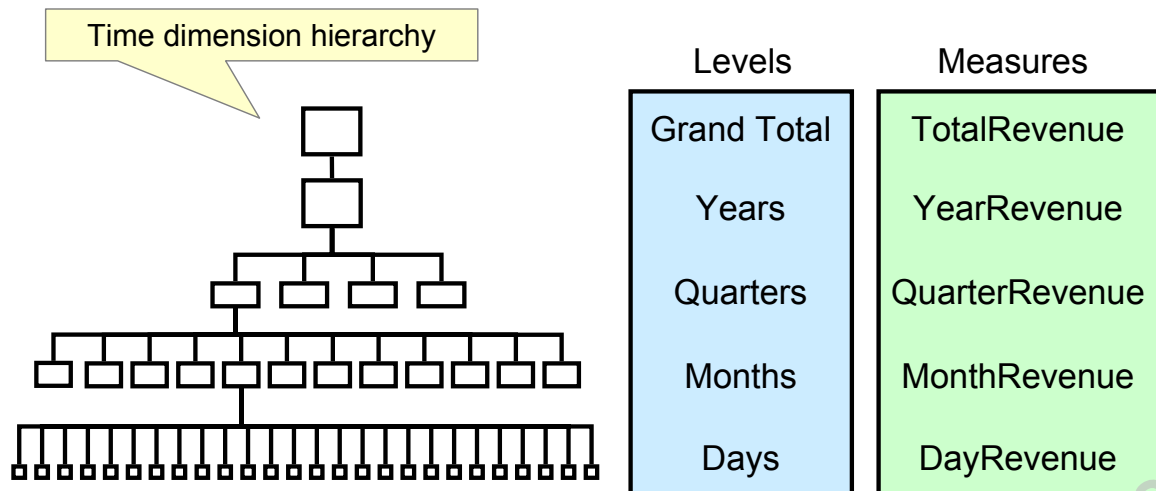 Time dimension hierarchy
Levels
Measures
Grand Total
TotalRevenue
Years
YearRevenue
Quarters
QuarterRevenue
Months
MonthRevenue
Days
DayRevenue